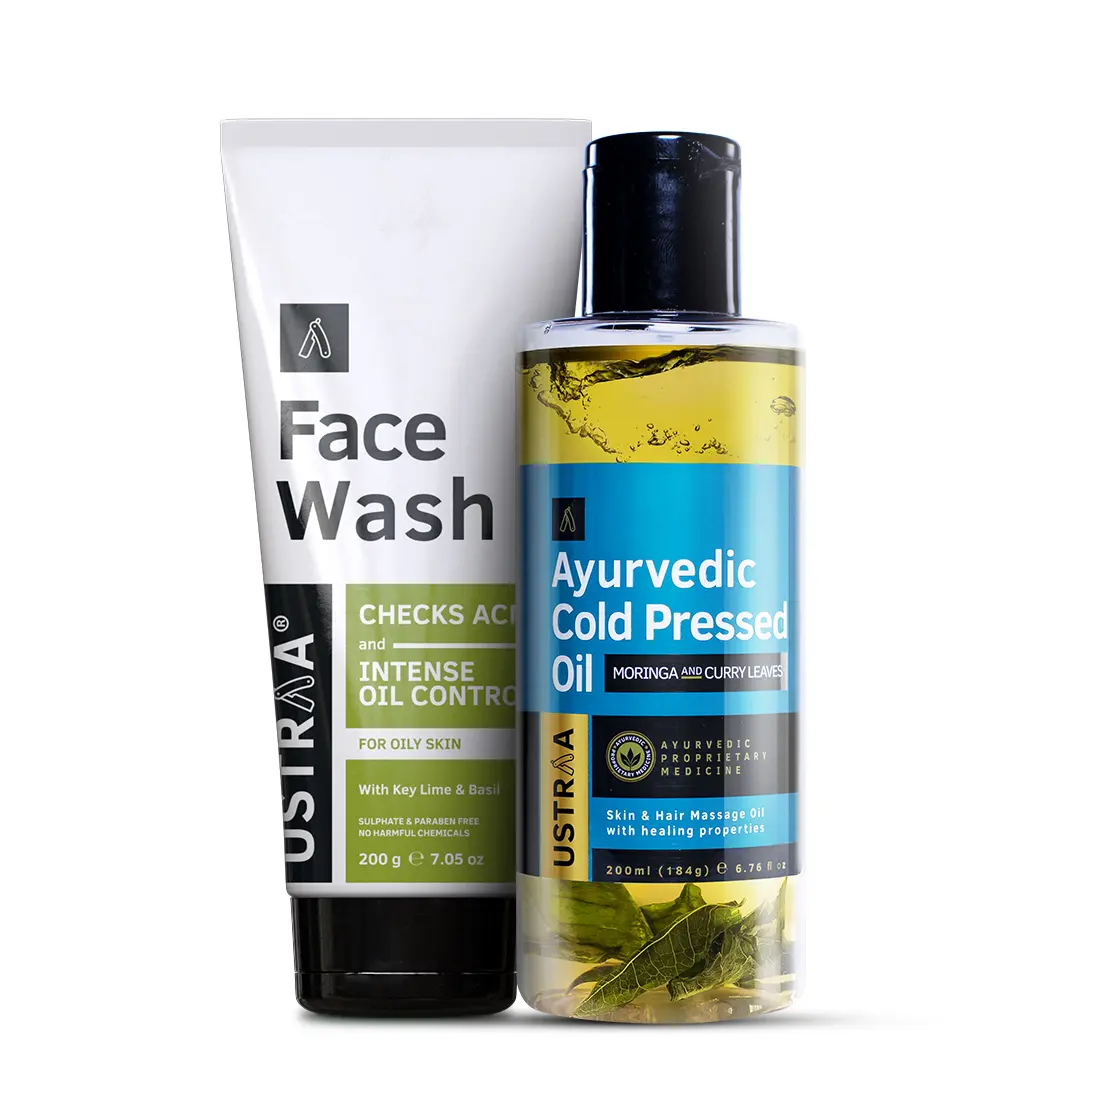 Face
Wash
USTRAA®
CHECKS AC
and
INTENSE
OIL CONTRO
FOR OILY SKIN
With Key Lime & Basil
SULPHATE & PARABEN FREE
NO HARMFUL CHEMICALS
200 g ℮ 7.05 oz
Ayurvedic
Cold Pressed
Oil
MORINGA AND CURRY LEAVES
USTRAA
AYURVEDIC
PROPRIETARY
MEDICINE
Skin & Hair Massage Oil
with healing properties
200ml (184g) ℮ 6.76 fl oz